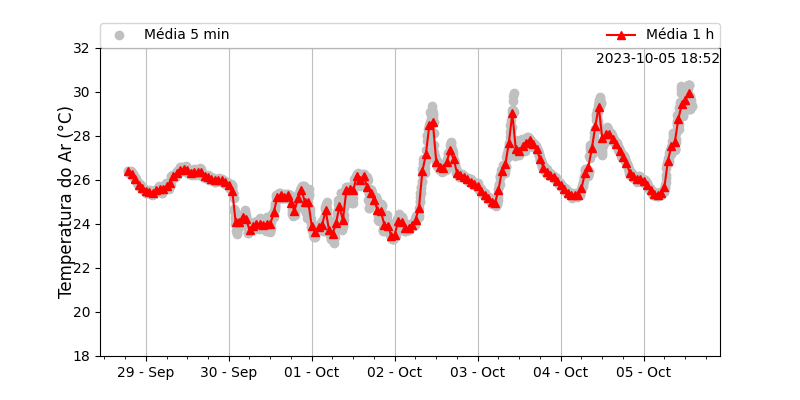 Média 5 min
Média 1 h
2023-10-05 18:52
Temperatura do Ar (°C)
32
30
28
26
24
22
20
18
29 - Sep
30 - Sep
01 - Oct
02 - Oct
03 - Oct
04 - Oct
05 - Oct